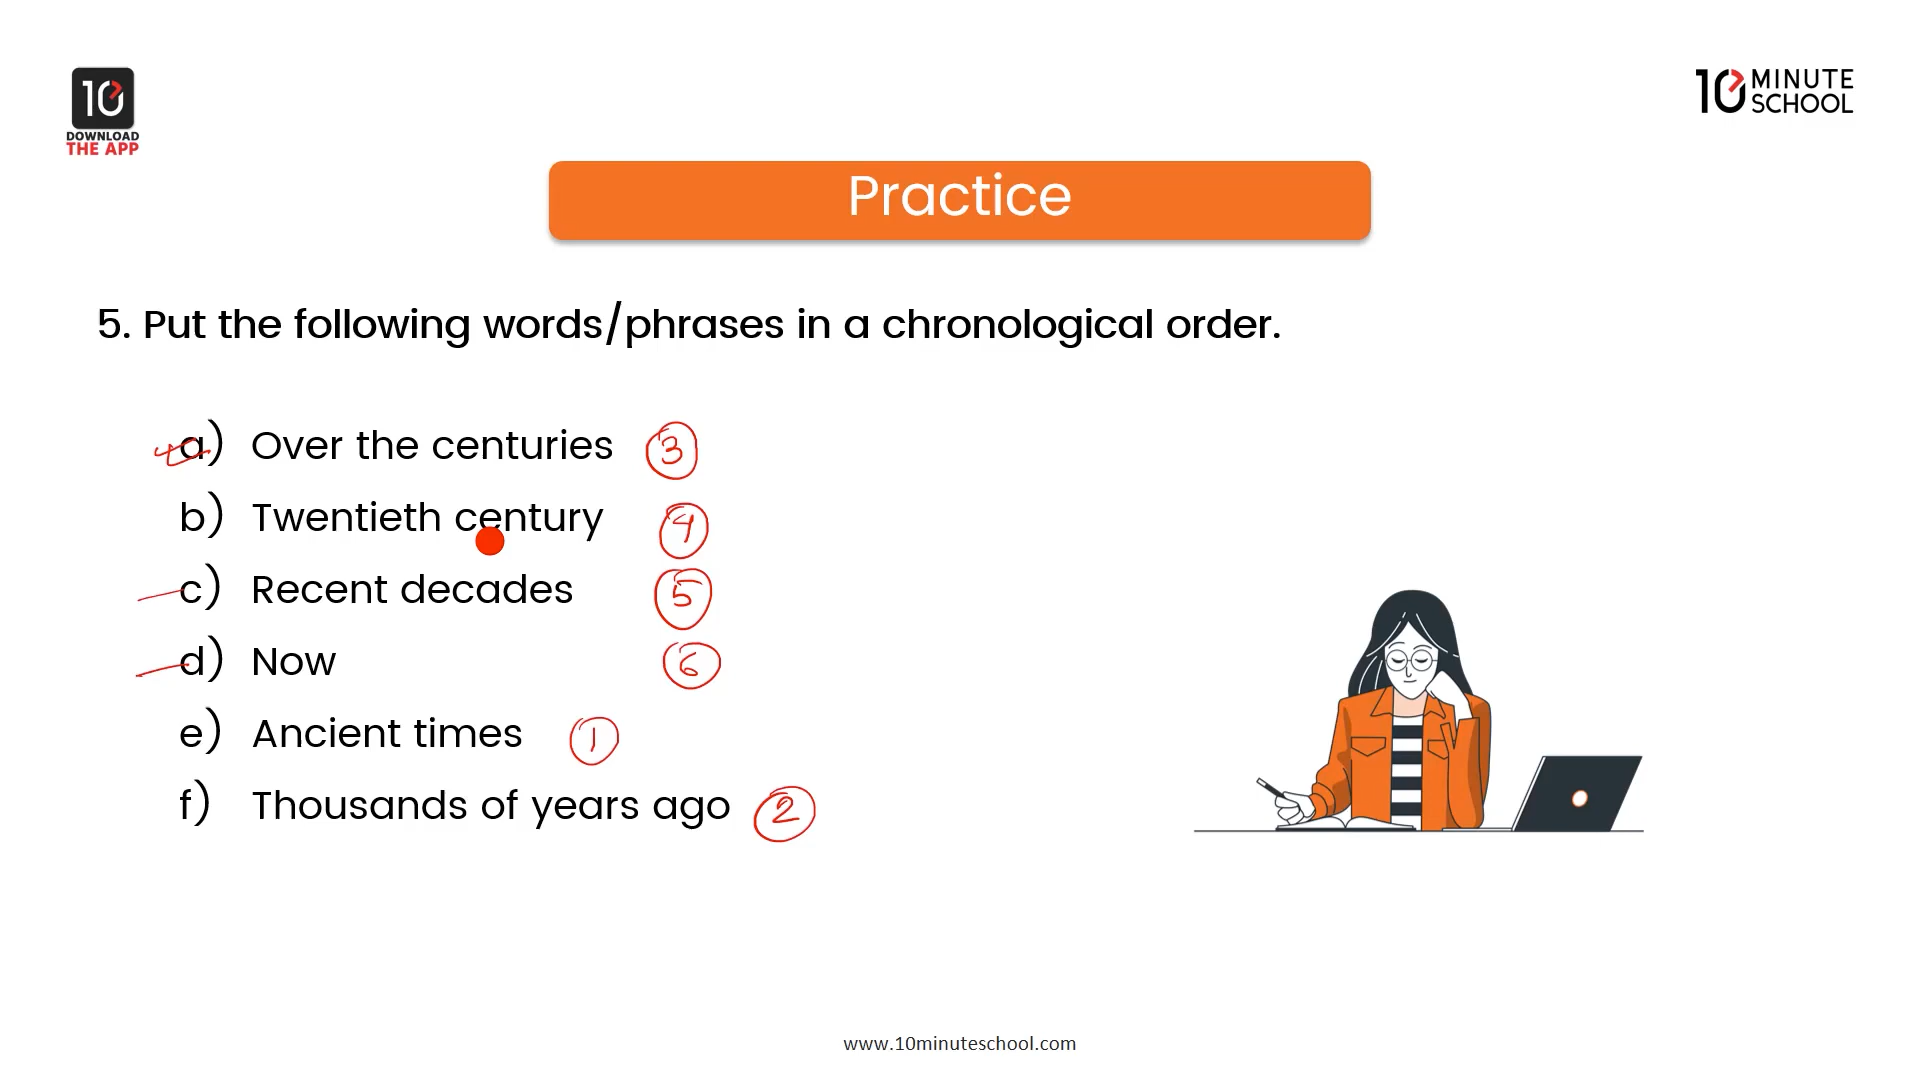 10
DOWNLOAD
THE APP
10 MINUTE
SCHOOL
Practice
5. Put the following words/phrases in a chronological order.
a) Over the centuries 3
b) Twentieth century 4
c) Recent decades 5
d) Now 6
e) Ancient times 1
f) Thousands of years ago 2
www.10minuteschool.com